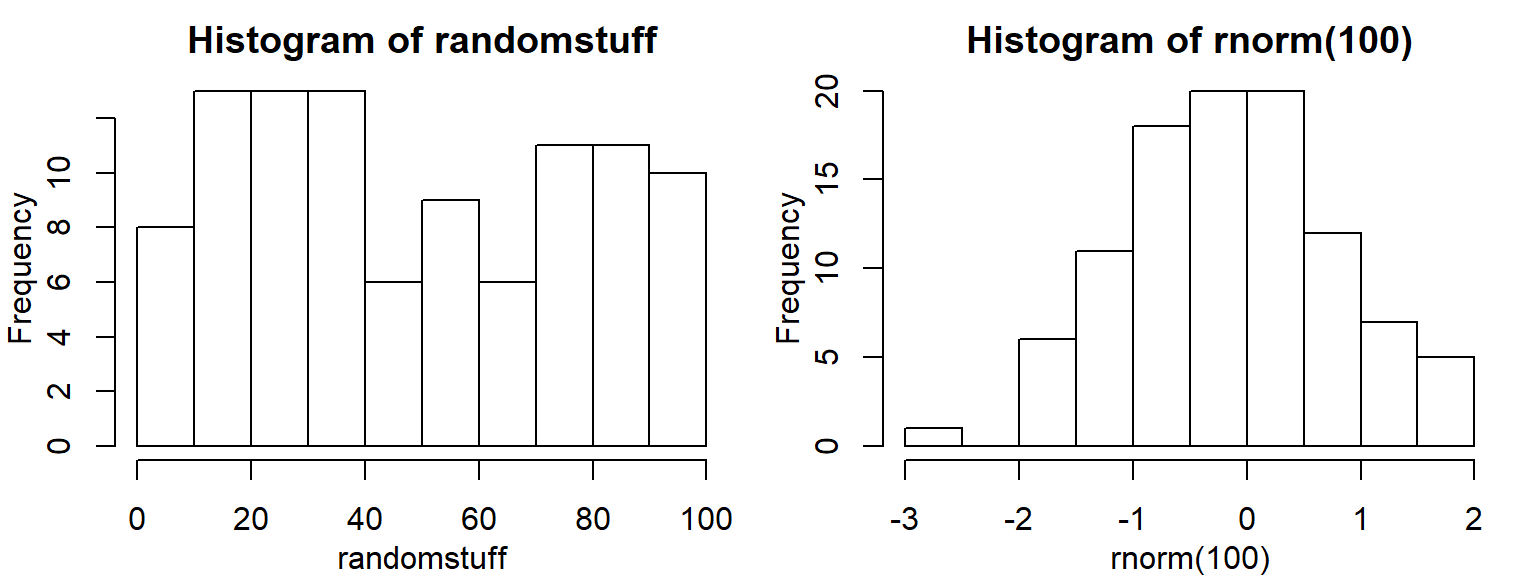 Histogram of randomstuff
Frequency
0 2 4 6 8 10
0 20 40 60 80 100
randomstuff
Histogram of rnorm(100)
Frequency
0 5 10 15 20
-3 -2 -1 0 1 2
rnorm(100)